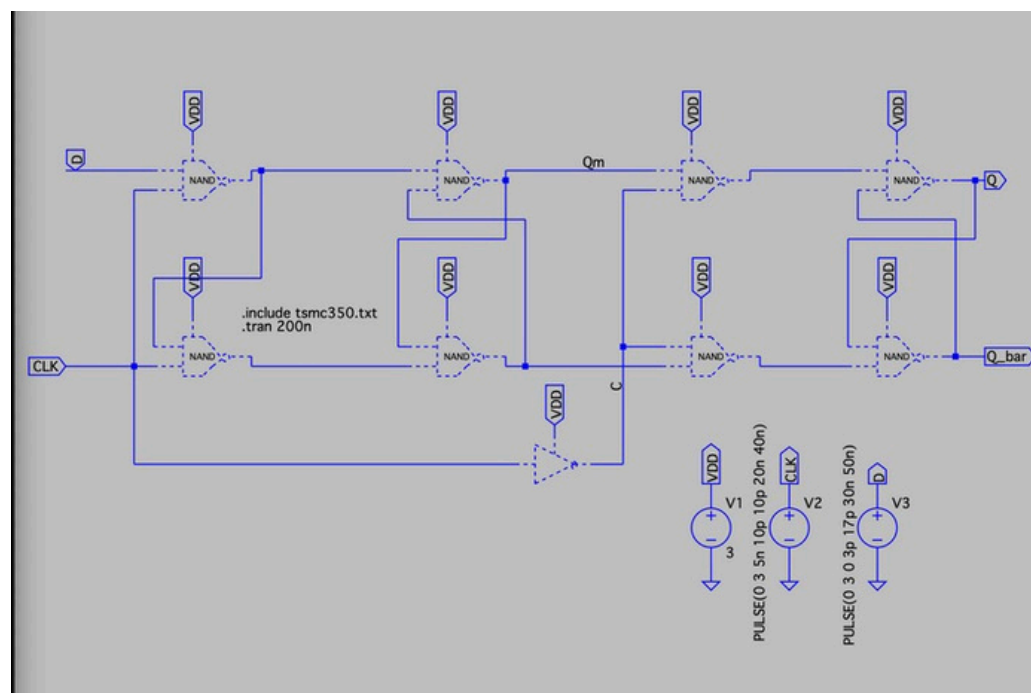 VDD
VDD
VDD
VDD
D
NAND
NAND
Qm
NAND
NAND
Q
VDD
VDD
VDD
VDD
.include tsmc350.txt
.tran 200n
NAND
NAND
NAND
NAND
CLK
Q_bar
C
VDD
VDD
V1
3
PULSE(0 3 5n 10p 10p 20n 40n)
CLK
V2
PULSE(0 3 0 3p 17p 30n 50n)
D
V3